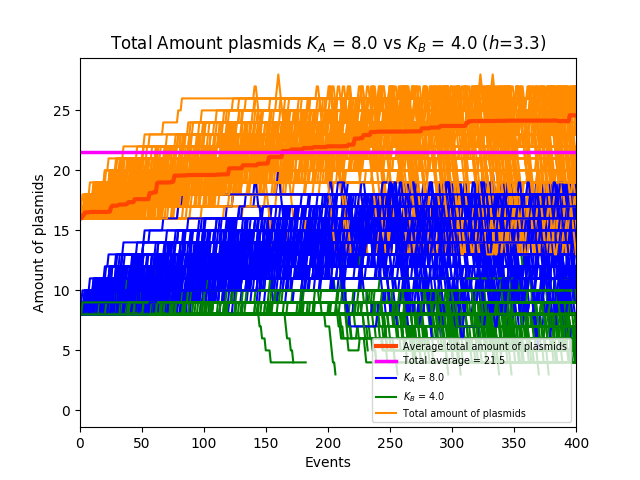 Total Amount plasmids K_A = 8.0 vs K_B = 4.0 (h=3.3)
Amount of plasmids
25
20
15
10
5
0
Average total amount of plasmids
Total average = 21.5
K_A = 8.0
K_B = 4.0
Total amount of plasmids
0 50 100 150 200 250 300 350 400
Events